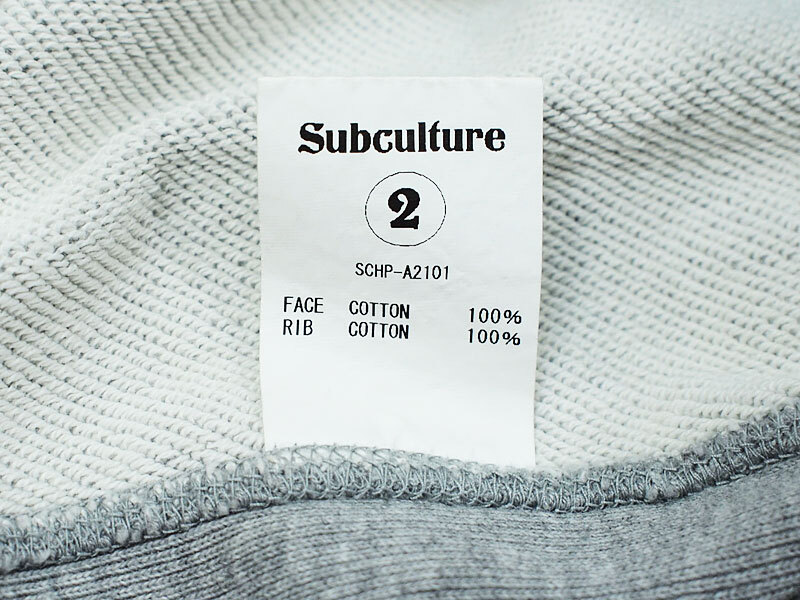 Subculture
2
SCHP-A2101
FACE COTTON 100%
RIB COTTON 100%